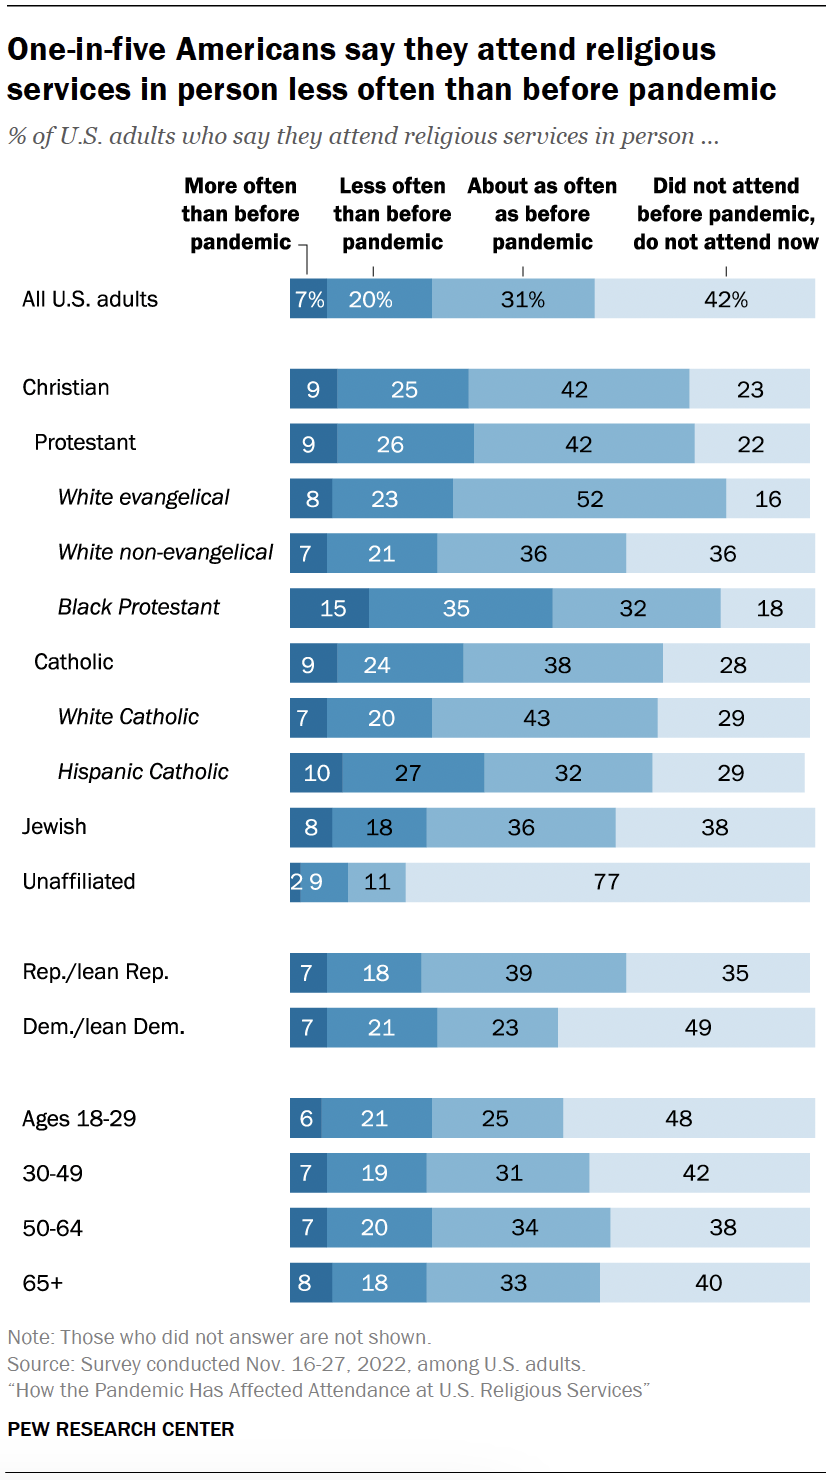 One-in-five Americans say they attend religious
services in person less often than before pandemic
% of U.S. adults who say they attend religious services in person ...
More often
than before
pandemic
Less often
than before
pandemic
About as often
as before
pandemic
Did not attend
before pandemic,
do not attend now
All U.S. adults 7% 20% 31% 42%
Christian 9 25 42 23
Protestant 9 26 42 22
White evangelical 8 23 52 16
White non-evangelical 7 21 36 36
Black Protestant 15 35 32 18
Catholic 9 24 38 28
White Catholic 7 20 43 29
Hispanic Catholic 10 27 32 29
Jewish 8 18 36 38
Unaffiliated 2 9 11 77
Rep./lean Rep. 7 18 39 35
Dem./lean Dem. 7 21 23 49
Ages 18-29 6 21 25 48
30-49 7 19 31 42
50-64 7 20 34 38
65+ 8 18 33 40
Note: Those who did not answer are not shown.
Source: Survey conducted Nov. 16-27, 2022, among U.S. adults.
“How the Pandemic Has Affected Attendance at U.S. Religious Services”
PEW RESEARCH CENTER